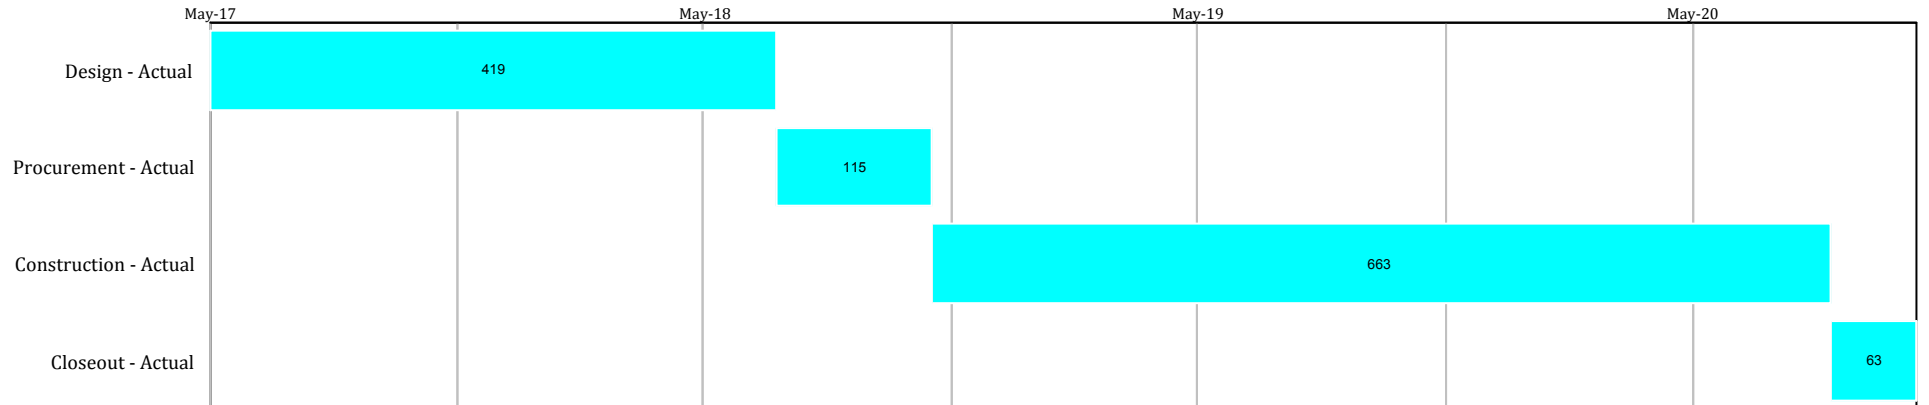 May-17 May-18 May-19 May-20
Design - Actual 419
Procurement - Actual 115
Construction - Actual 663
Closeout - Actual 63